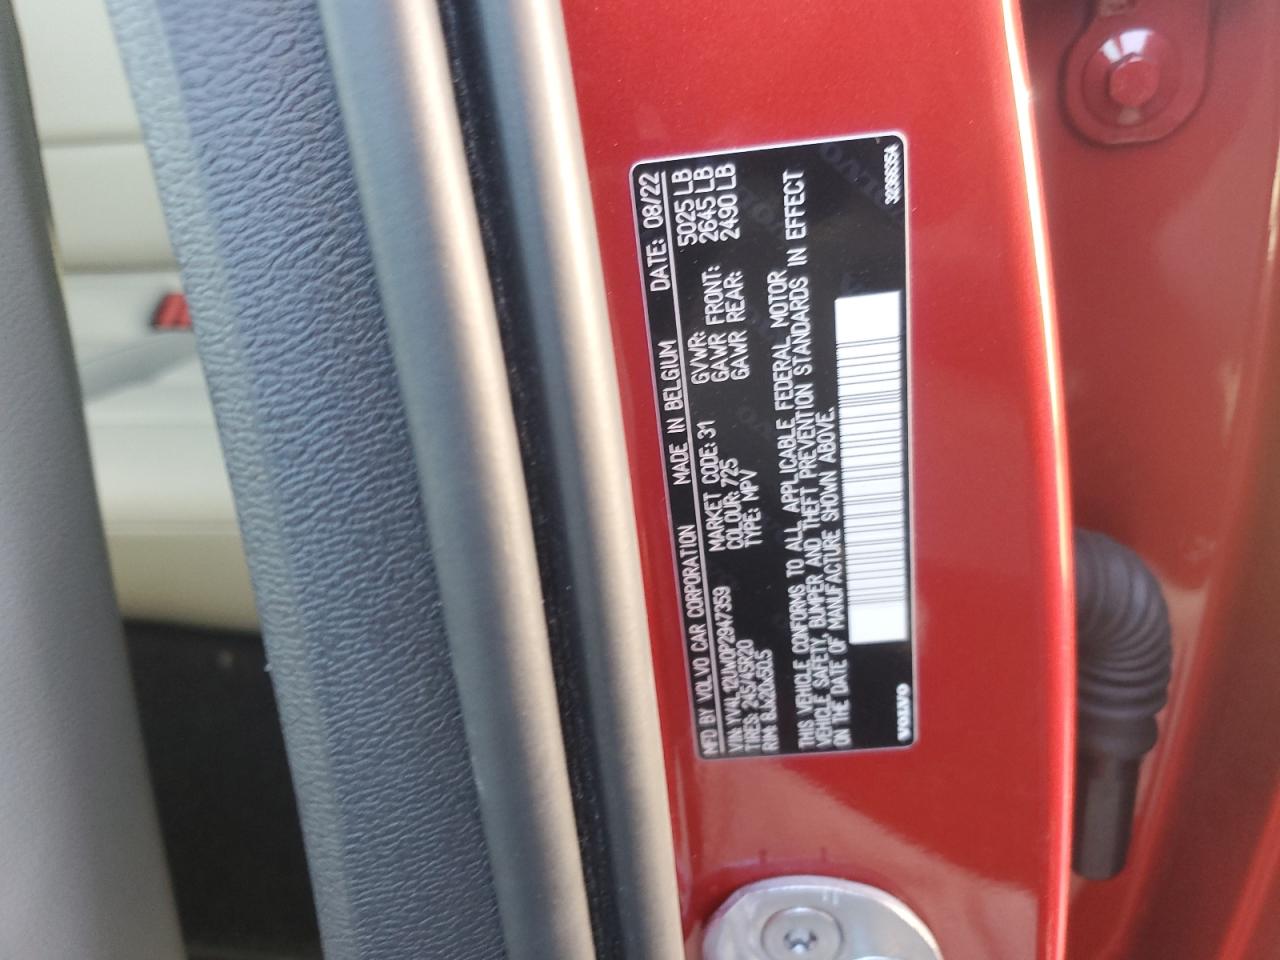 MFD BY VOLVO CAR CORPORATION MADE IN BELGIUM DATE: 08/22
VIN: YV4L12UW0P2947359 MARKET CODE: 31 GVWR: 5025 LB
TIRES: 245/45R20 COLOUR: 725 GAWR FRONT: 2645 LB
RIM: 8Jx20x50.5 TYPE: MPV GAWR REAR: 2490 LB
THIS VEHICLE CONFORMS TO ALL APPLICABLE FEDERAL MOTOR
VEHICLE SAFETY, BUMPER AND THEFT PREVENTION STANDARDS IN EFFECT
ON THE DATE OF MANUFACTURE SHOWN ABOVE.
VOLVO 32366354